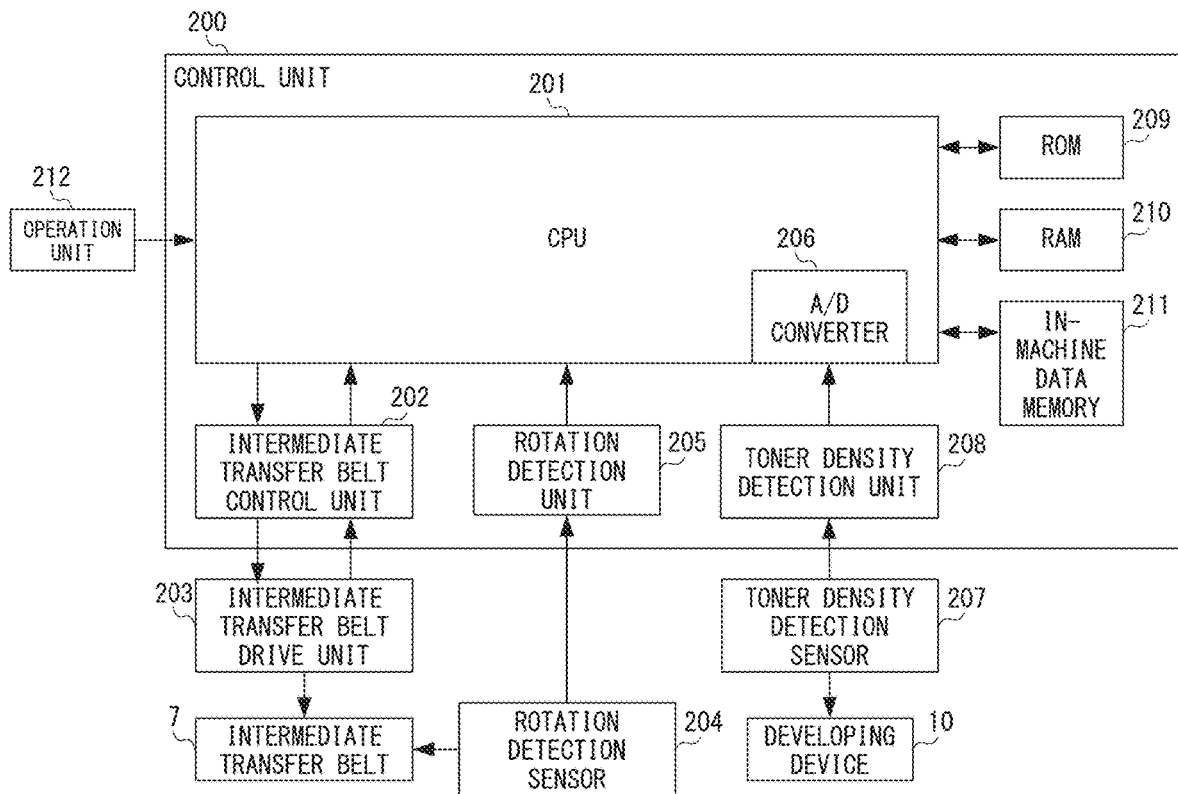 200
CONTROL UNIT
201
CPU
206
A/D
CONVERTER
209
ROM
210
RAM
211
IN-
MACHINE
DATA
MEMORY
212
OPERATION
UNIT
202
INTERMEDIATE
TRANSFER BELT
CONTROL UNIT
205
ROTATION
DETECTION
UNIT
208
TONER DENSITY
DETECTION UNIT
203
INTERMEDIATE
TRANSFER BELT
DRIVE UNIT
207
TONER DENSITY
DETECTION
SENSOR
7
INTERMEDIATE
TRANSFER BELT
204
ROTATION
DETECTION
SENSOR
10
DEVELOPING
DEVICE